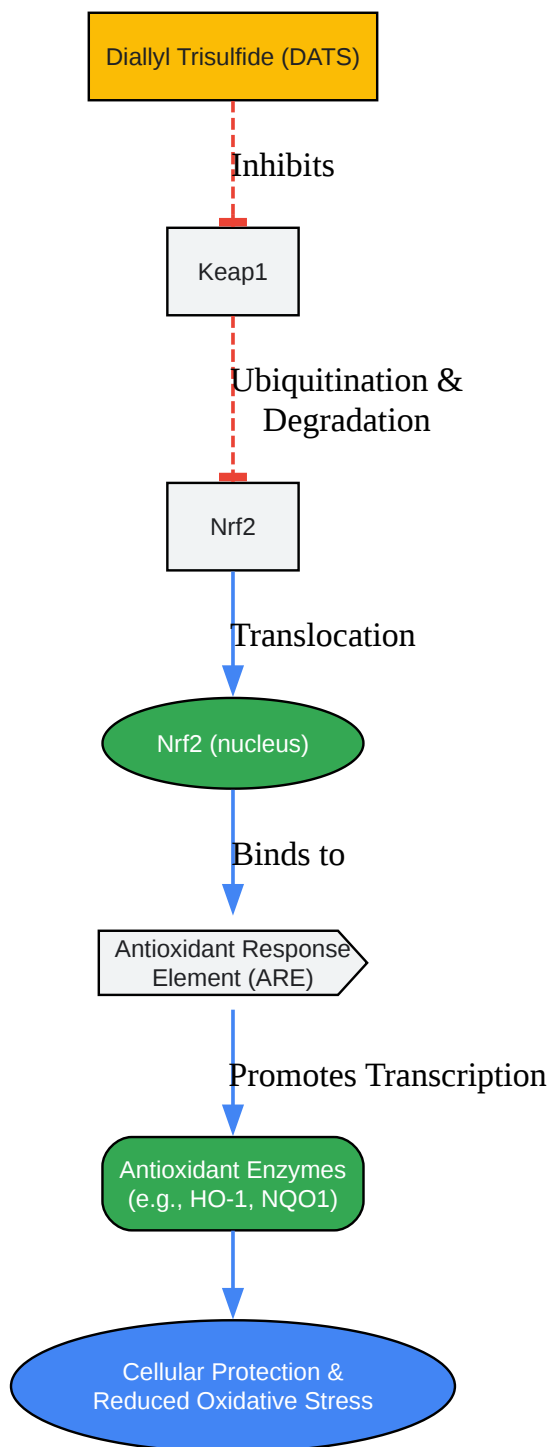 Diallyl Trisulfide (DATS)
Inhibits
Keap1
Ubiquitination &
Degradation
Nrf2
Translocation
Nrf2 (nucleus)
Binds to
Antioxidant Response
Element (ARE)
Promotes Transcription
Antioxidant Enzymes
(e.g., HO-1, NQO1)
Cellular Protection &
Reduced Oxidative Stress